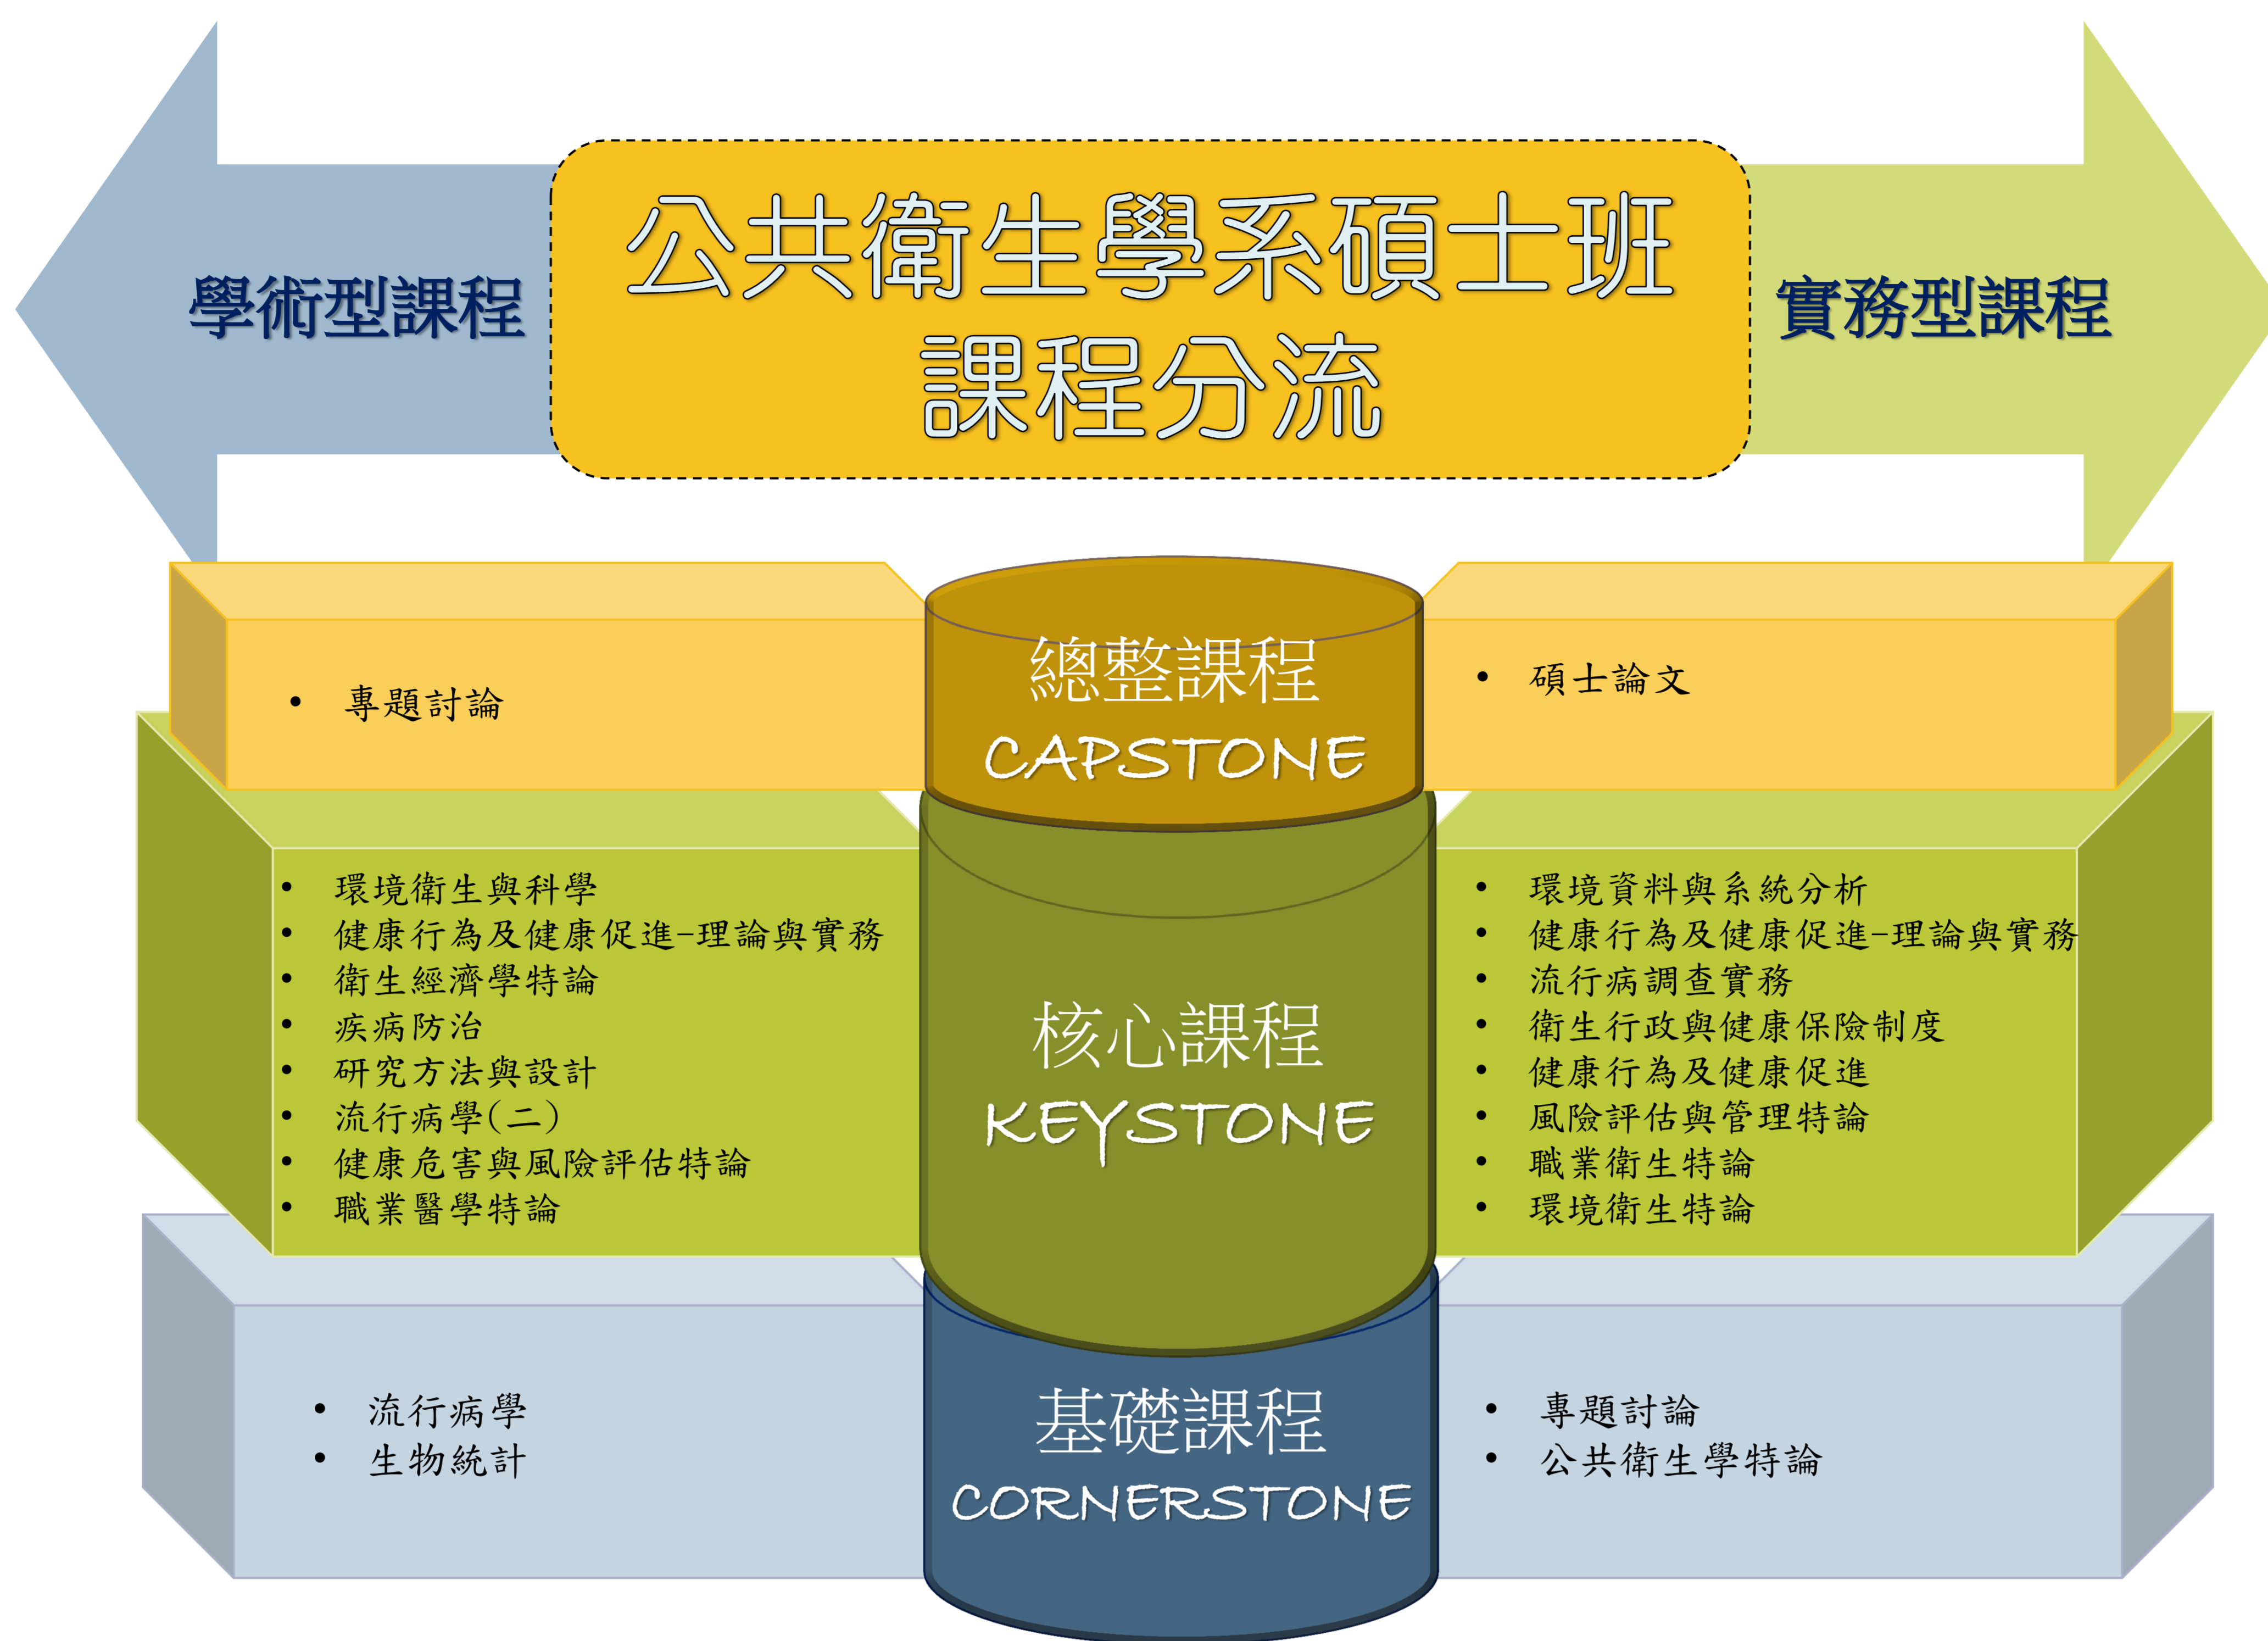 公共衛生學系碩士班
課程分流
學術型課程
實務型課程
• 專題討論
總整課程
CAPSTONE
• 碩士論文
• 環境衛生與科學
• 健康行為及健康促進-理論與實務
• 衛生經濟學特論
• 疾病防治
• 研究方法與設計
• 流行病學(二)
• 健康危害與風險評估特論
• 職業醫學特論
核心課程
KEYSTONE
• 環境資料與系統分析
• 健康行為及健康促進-理論與實務
• 流行病調查實務
• 衛生行政與健康保險制度
• 健康行為及健康促進
• 風險評估與管理特論
• 職業衛生特論
• 環境衛生特論
• 流行病學
• 生物統計
基礎課程
CORNERSTONE
• 專題討論
• 公共衛生學特論